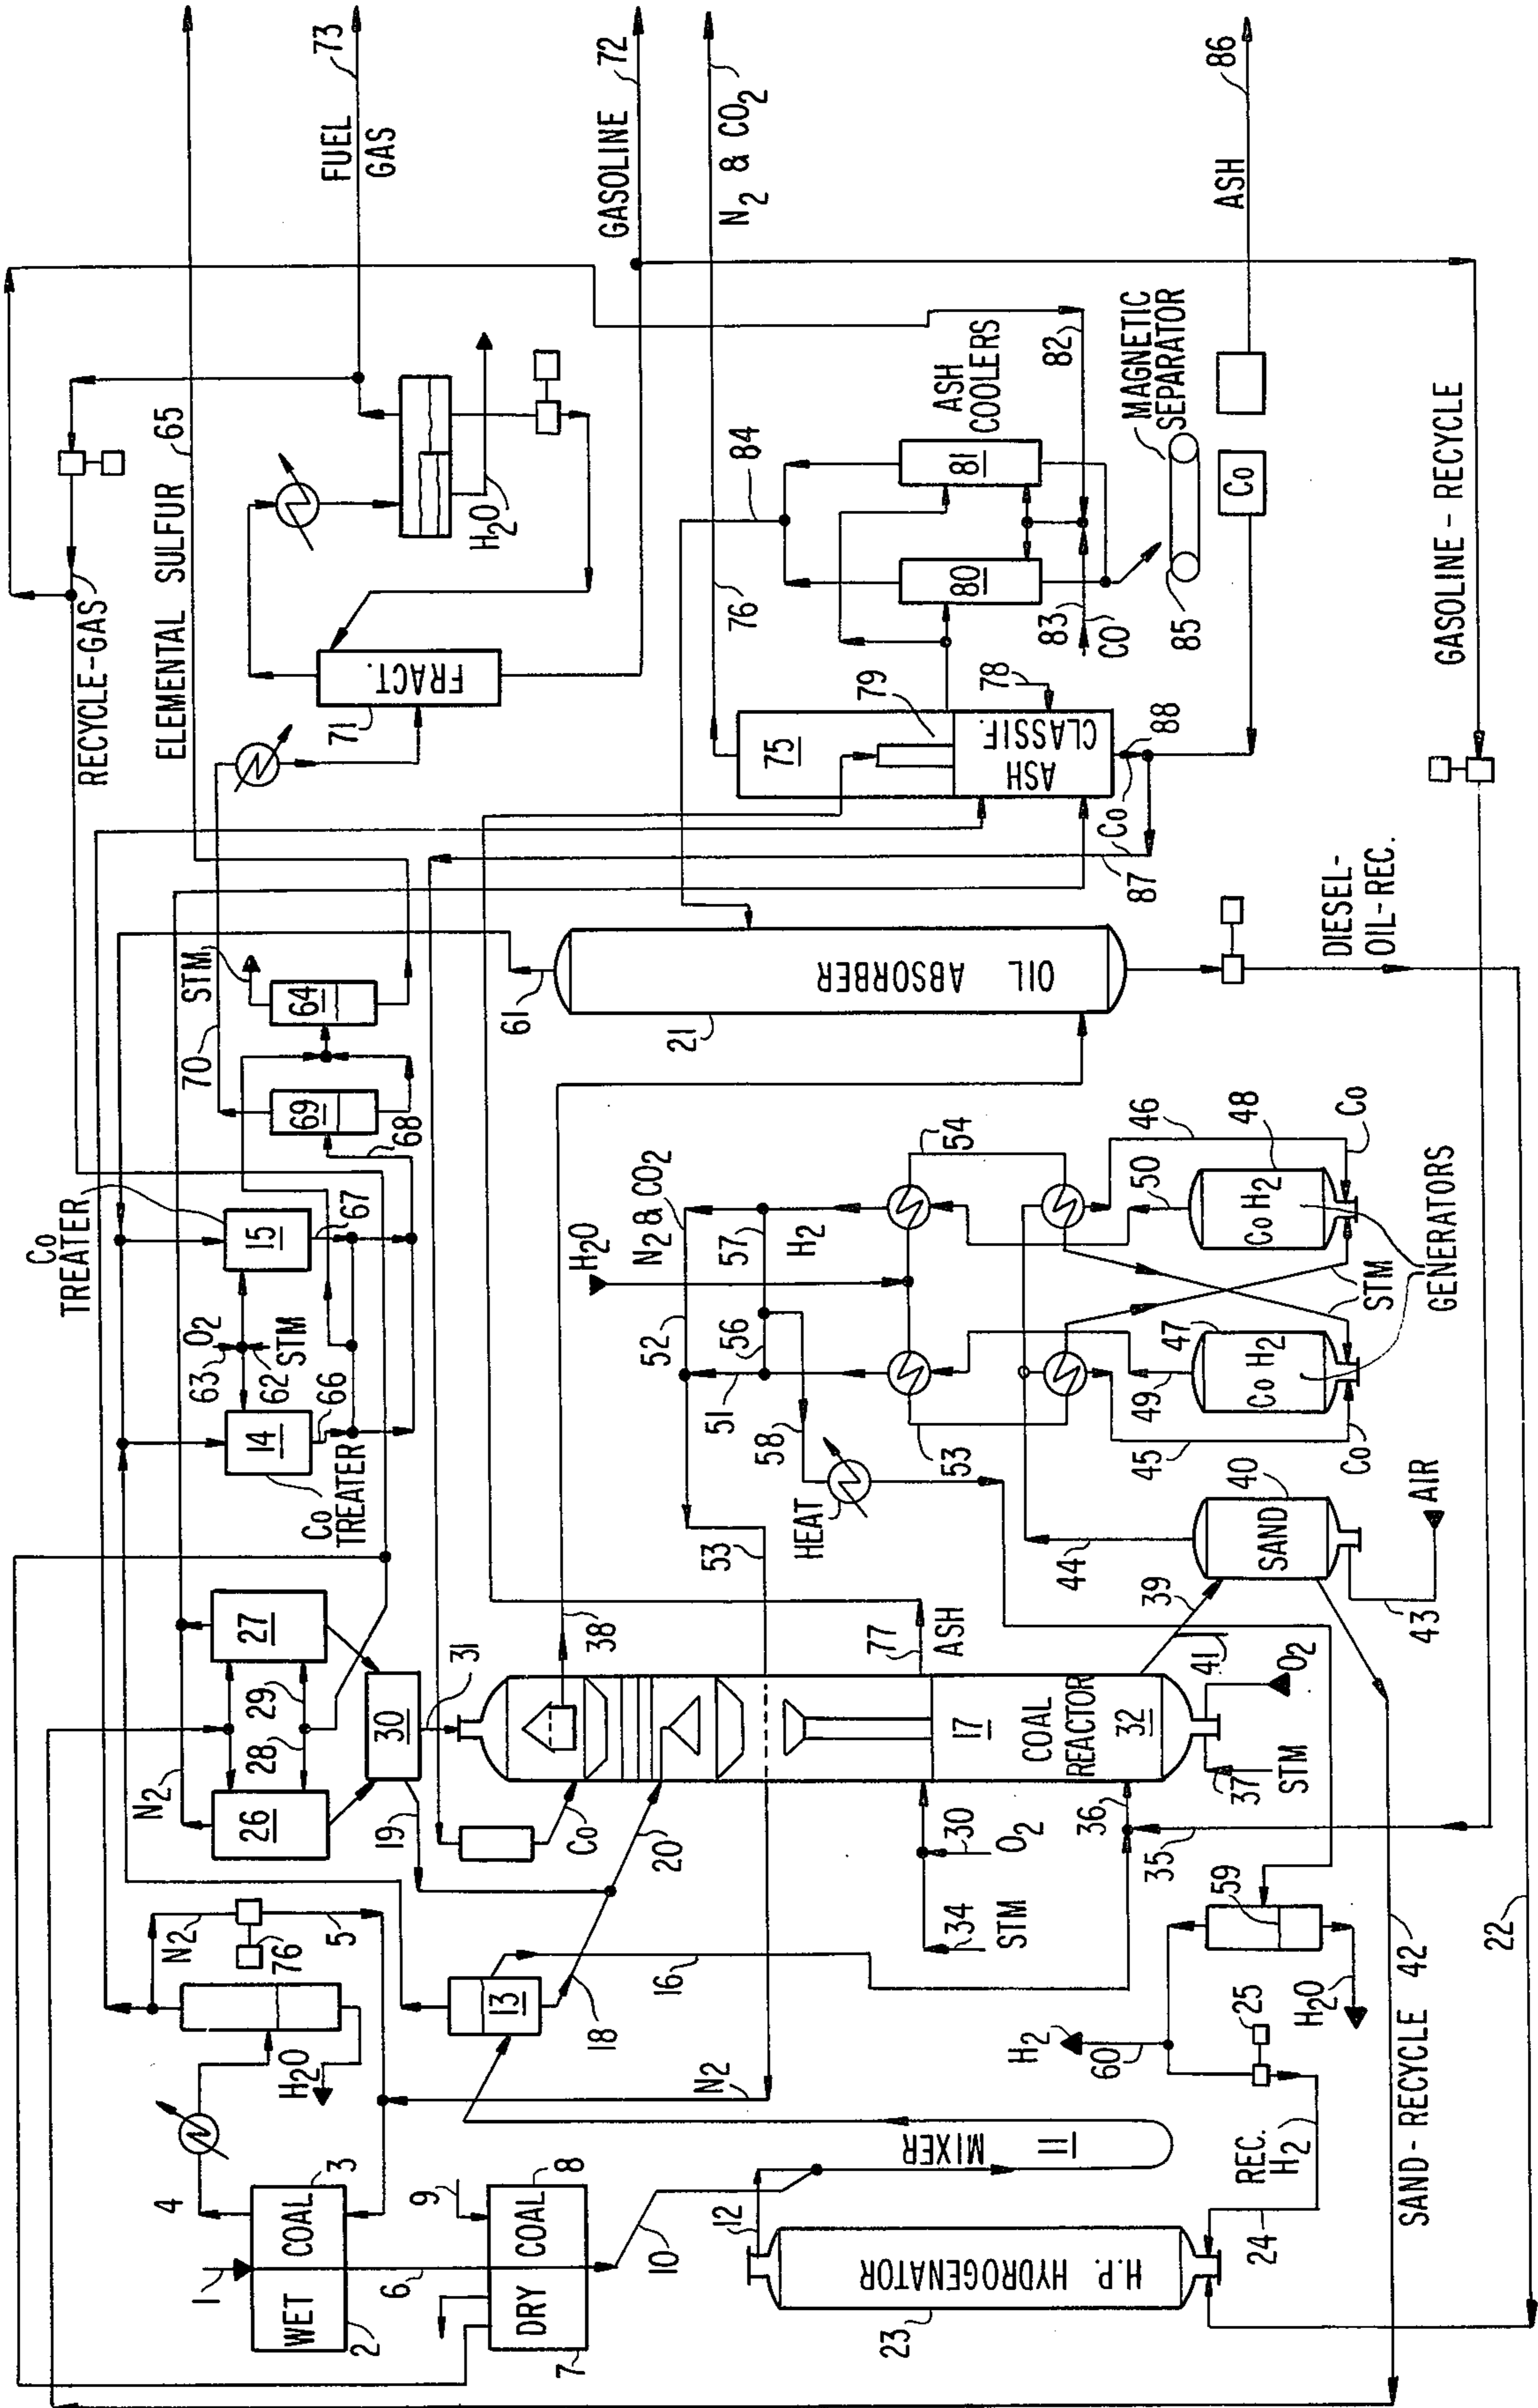 73
FUEL
GAS
GASOLINE
72
N2 & CO2
86
ASH
RECYCLE-GAS
ELEMENTAL SULFUR
65
H2O
FRACT.
71
84
76
ASH
COOLERS
81
80
82
83
CO
MAGNETIC
SEPARATOR
85
Co
75
79
78
ASH
CLASSIF.
88
Co
87
GASOLINE - RECYCLE
STM
70
64
69
68
61
OIL
ABSORBER
21
DIESEL-
OIL-REC.
Co
TREATER
15
67
O2
63
62
STM
66
14
Co
TREATER
N2 & CO2
H2O
52
57
H2
56
51
58
HEAT
53
54
53
46
48
50
Co
Co H2
47
Co H2
49
45
Co
STM
GENERATORS
N2
27
26
29
28
30
31
19
20
Co
38
53
77
ASH
17
COAL
REACTOR
32
39
41
O2
37
STM
36
35
30
O2
34
STM
44
SAND
40
43
AIR
4
1
WET COAL
3
2
H2O
N2
76
5
6
9
8
DRY COAL
7
10
12
MIXER
11
13
18
16
N2
H.P. HYDROGENATOR
23
24
REC.
H2
H2
60
25
59
H2O
SAND-RECYCLE
42
22